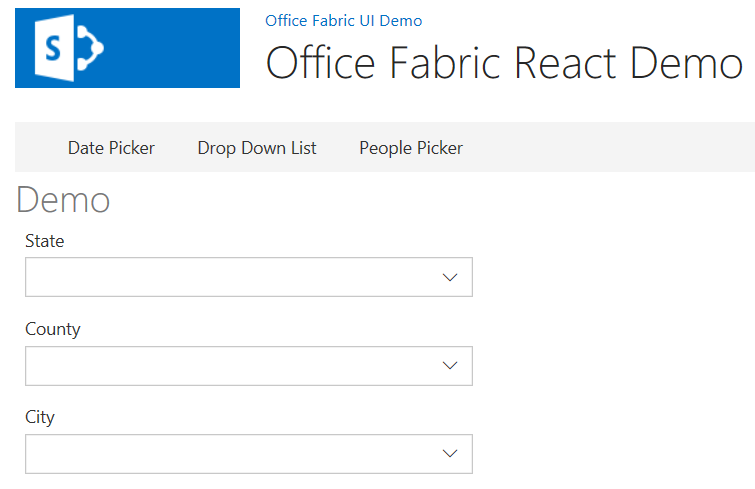 S
Office Fabric UI Demo
Office Fabric React Demo
Date Picker Drop Down List People Picker
Demo
State
County
City